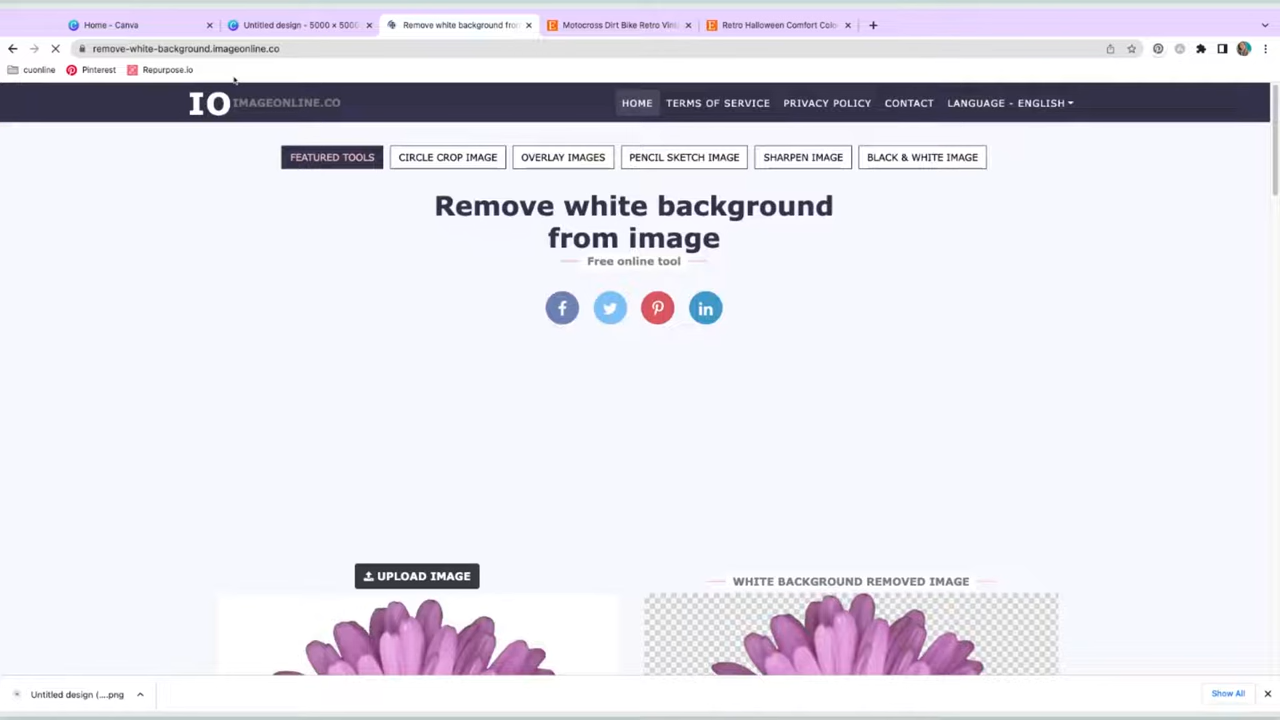 Home - Canva
Untitled design - 5000 × 5000
Remove white background from
Motocross Dirt Bike Retro Vin
Retro Halloween Comfort Colo
remove-white-background.imageonline.co
cuonline
Pinterest
Repurpose.io
IO IMAGEONLINE.CO
HOME
TERMS OF SERVICE
PRIVACY POLICY
CONTACT
LANGUAGE - ENGLISH
FEATURED TOOLS
CIRCLE CROP IMAGE
OVERLAY IMAGES
PENCIL SKETCH IMAGE
SHARPEN IMAGE
BLACK & WHITE IMAGE
Remove white background
from image
Free online tool
UPLOAD IMAGE
WHITE BACKGROUND REMOVED IMAGE
Untitled design (....png
Show All